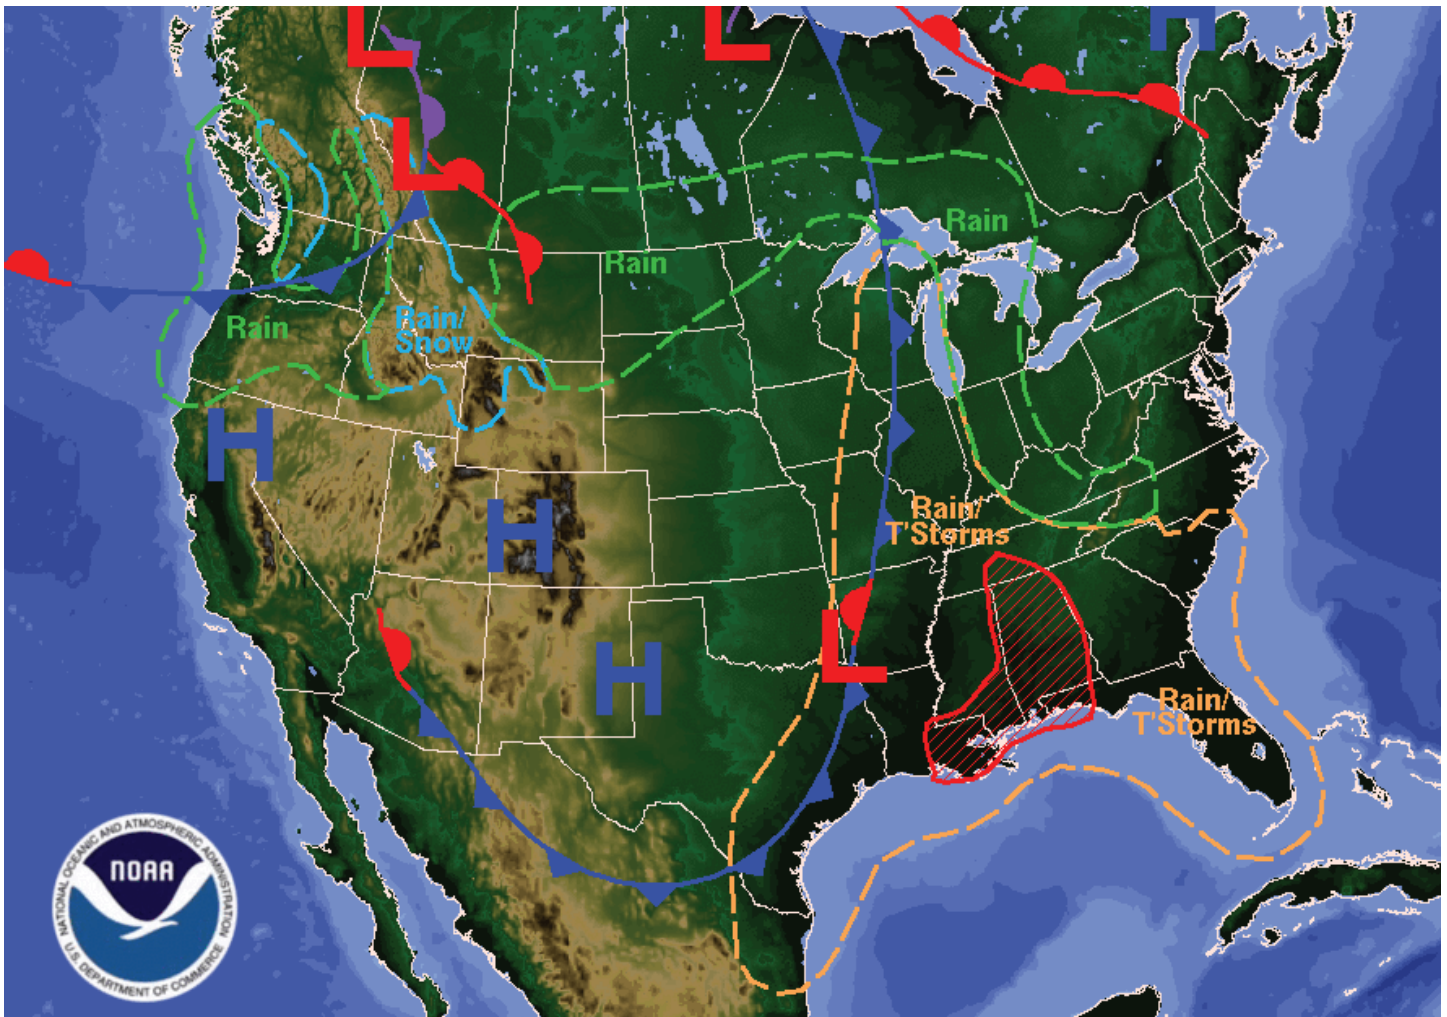 L
L
H
L
Rain
Rain
Rain
Rain/
Snow
H
H
Rain/
T'Storms
L
H
Rain/
T'Storms
NATIONAL OCEANIC AND ATMOSPHERIC ADMINISTRATION
NOAA
U.S. DEPARTMENT OF COMMERCE